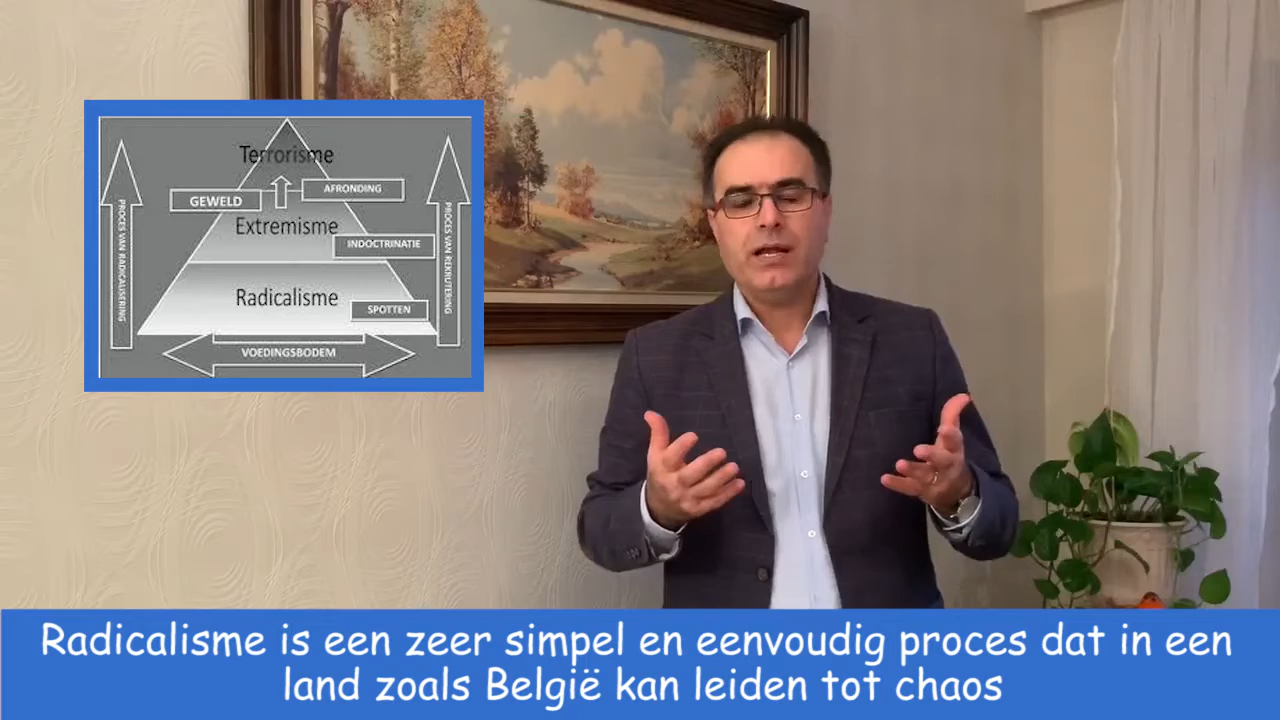 Terrorisme
AFRONDING
GEWELD
Extremisme
INDOCTRINATIE
Radicalisme
SPOTTEN
VOEDINGSBODEM
PROCES VAN RADICALISERING
PROCES VAN REKRUTERING
Radicalisme is een zeer simpel en eenvoudig proces dat in een
land zoals België kan leiden tot chaos